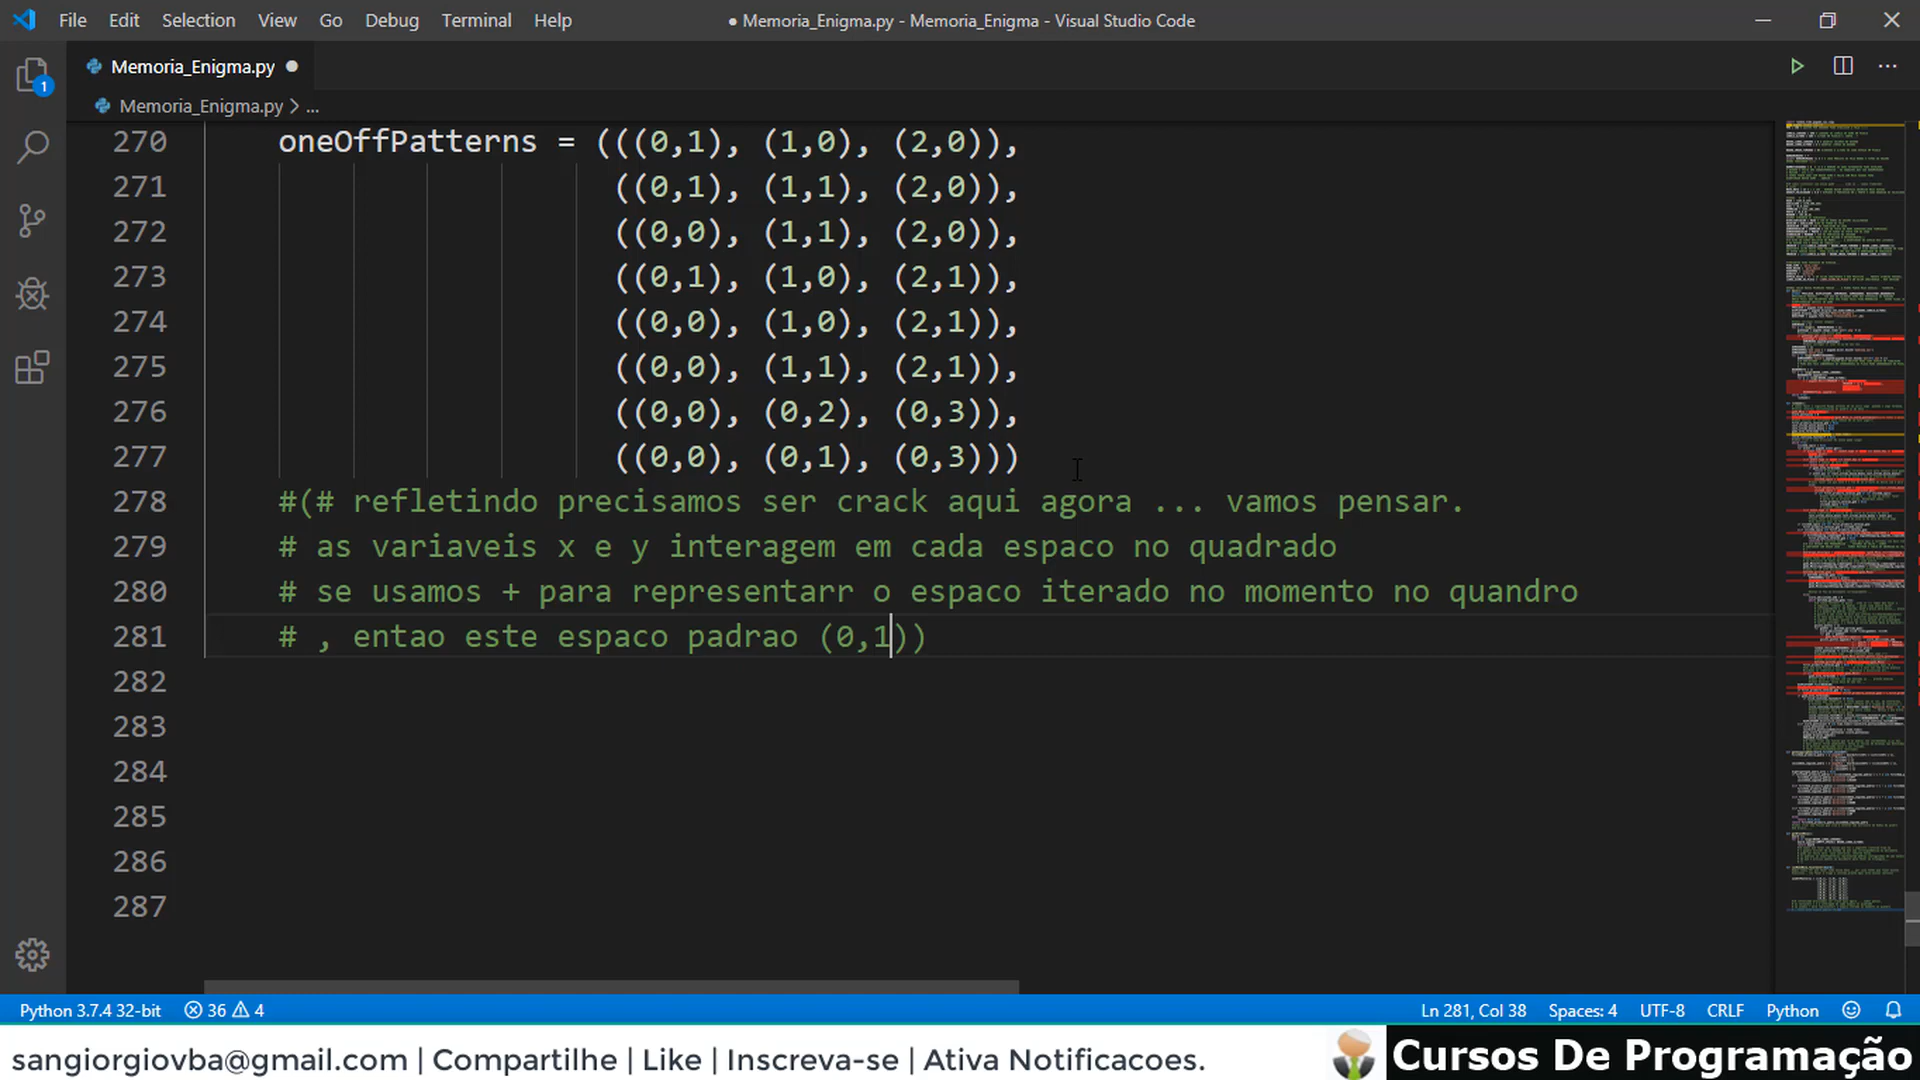 File Edit Selection View Go Debug Terminal Help
● Memoria_Enigma.py - Memoria_Enigma - Visual Studio Code
Memoria_Enigma.py ●
Memoria_Enigma.py > ...
1
270 oneOffPatterns = (((0,1), (1,0), (2,0)),
271 ((0,1), (1,1), (2,0)),
272 ((0,0), (1,1), (2,0)),
273 ((0,1), (1,0), (2,1)),
274 ((0,0), (1,0), (2,1)),
275 ((0,0), (1,1), (2,1)),
276 ((0,0), (0,2), (0,3)),
277 ((0,0), (0,1), (0,3)))
278 #(# refletindo precisamos ser crack aqui agora ... vamos pensar.
279 # as variaveis x e y interagem em cada espaco no quadrado
280 # se usamos + para representarr o espaco iterado no momento no quandro
281 # , entao este espaco padrao (0,1))
282
283
284
285
286
287
Python 3.7.4 32-bit 36 4 Ln 281, Col 38 Spaces: 4 UTF-8 CRLF Python
sangiorgiovba@gmail.com | Compartilhe | Like | Inscreva-se | Ativa Notificacoes.
Cursos De Programação